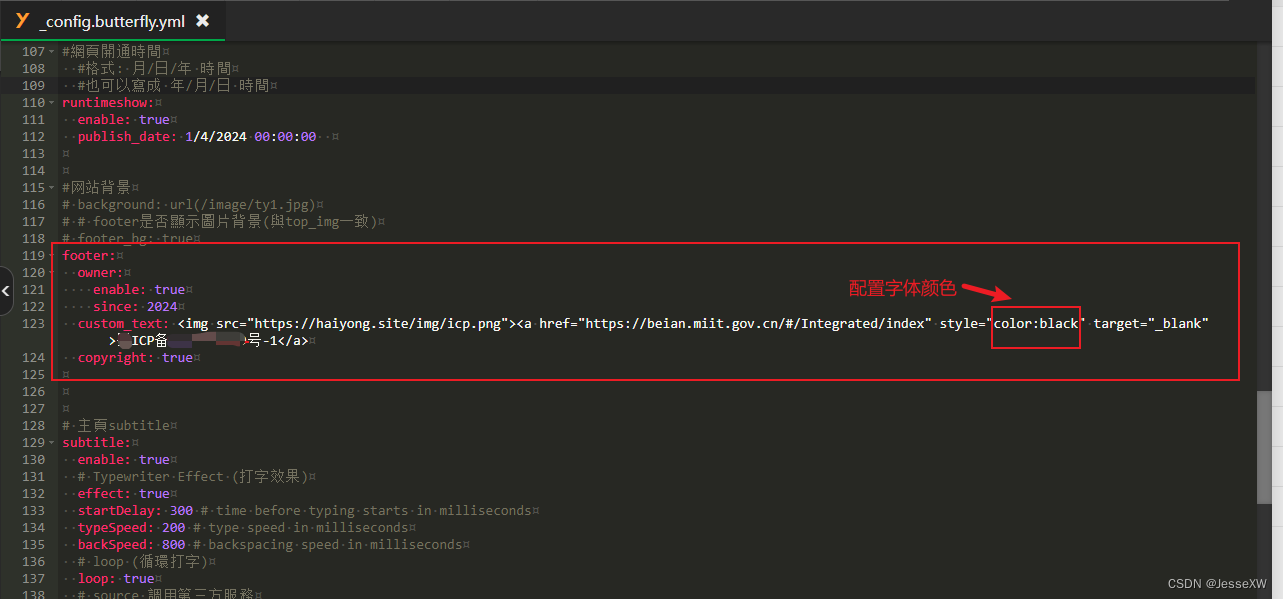 Y _config.butterfly.yml ✖
107 #網頁開通時間
108 #格式: 月/日/年 時間
109 #也可以寫成 年/月/日 時間
110 runtimeshow:
111 enable: true
112 publish_date: 1/4/2024 00:00:00
113
114
115 #网站背景
116 # background: url(/image/ty1.jpg)
117 # # footer是否顯示圖片背景(與top_img一致)
118 # footer_bg: true
119 footer:
120 owner:
121 enable: true
配置字体颜色
122 since: 2024
123 custom_text: <img src="https://haiyong.site/img/icp.png"><a href="https://beian.miit.gov.cn/#/Integrated/index" style="color:black" target="_blank"
>ICP备号-1</a>
124 copyright: true
125
126
127
128 # 主頁subtitle
129 subtitle:
130 enable: true
131 # Typewriter Effect (打字效果)
132 effect: true
133 startDelay: 300 # time before typing starts in milliseconds
134 typeSpeed: 200 # type speed in milliseconds
135 backSpeed: 800 # backspacing speed in milliseconds
136 # loop (循環打字)
137 loop: true
138 # source 調用第三方服務
CSDN @JesseXW